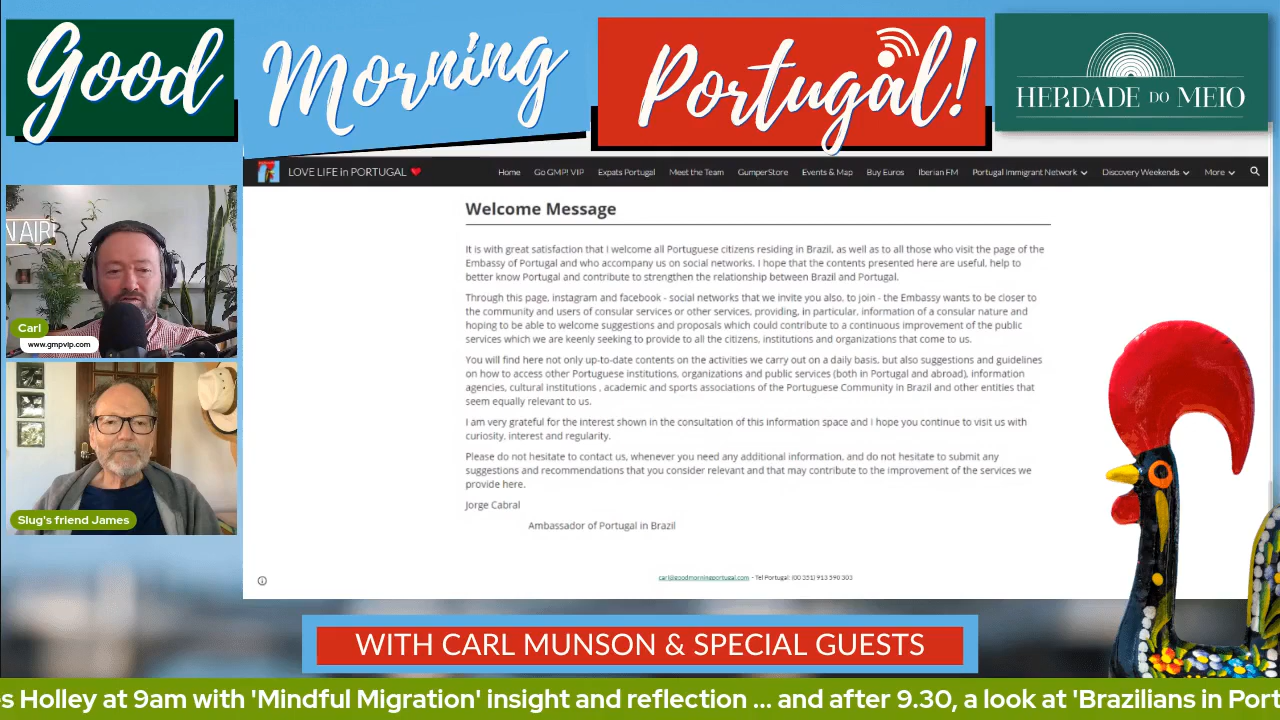 Good Morning Portugal!
HERDADE DO MEIO
LOVE LIFE in PORTUGAL
Home Go GMP! VIP Expats Portugal Meet the Team GumperStore Events & Map Buy Euros Iberian FM Portugal Immigrant Network Discovery Weekends More
N AIR
Carl
www.gmpvip.com
Slug's friend James
Welcome Message
It is with great satisfaction that I welcome all Portuguese citizens residing in Brazil, as well as to all those who visit the page of the
Embassy of Portugal and who accompany us on social networks. I hope that the contents presented here are useful, help to
better know Portugal and contribute to strengthen the relationship between Brazil and Portugal.
Through this page, instagram and facebook - social networks that we invite you also, to join - the Embassy wants to be closer to
the community and users of consular services or other services, providing, in particular, information of a consular nature and
hoping to be able to welcome suggestions and proposals which could contribute to a continuous improvement of the public
services which we are keenly seeking to provide to all the citizens, institutions and organizations that come to us.
You will find here not only up-to-date contents on the activities we carry out on a daily basis, but also suggestions and guidelines
on how to access other Portuguese institutions, organizations and public services (both in Portugal and abroad), information
agencies, cultural institutions , academic and sports associations of the Portuguese Community in Brazil and other entities that
seem equally relevant to us.
I am very grateful for the interest shown in the consultation of this information space and I hope you continue to visit us with
curiosity, interest and regularity.
Please do not hesitate to contact us, whenever you need any additional information, and do not hesitate to submit any
suggestions and recommendations that you consider relevant and that may contribute to the improvement of the services we
provide here.
Jorge Cabral
Ambassador of Portugal in Brazil
carl@goodmorningportugal.com - Tel Portugal: (00 351) 913 590 303
WITH CARL MUNSON & SPECIAL GUESTS
s Holley at 9am with 'Mindful Migration' insight and reflection ... and after 9.30, a look at 'Brazilians in Port